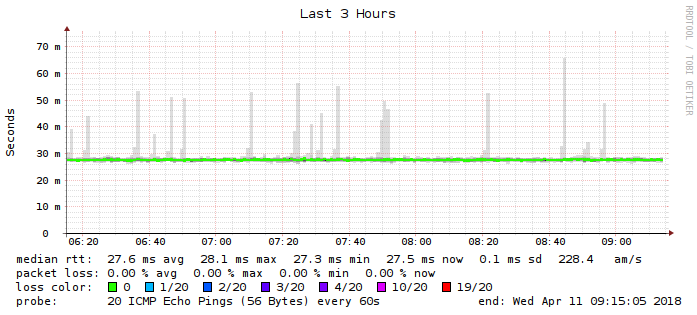 Last 3 Hours
RRDTOOL / TOBI OETIKER
Seconds
70 m
60 m
50 m
40 m
30 m
20 m
10 m
0
06:20 06:40 07:00 07:20 07:40 08:00 08:20 08:40 09:00
median rtt: 27.6 ms avg 28.1 ms max 27.3 ms min 27.5 ms now 0.1 ms sd 228.4 am/s
packet loss: 0.00 % avg 0.00 % max 0.00 % min 0.00 % now
loss color: 0 1/20 2/20 3/20 4/20 10/20 19/20
probe: 20 ICMP Echo Pings (56 Bytes) every 60s end: Wed Apr 11 09:15:05 2018